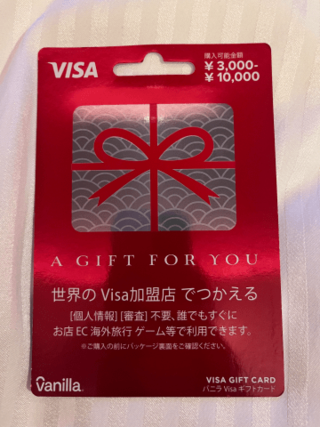 VISA
購入可能金額
¥ 3,000-
¥ 10,000
A GIFT FOR YOU
世界の Visa加盟店 でつかえる
[個人情報] [審査] 不要、誰でもすぐに
お店 EC 海外旅行 ゲーム等で利用できます。
※ご購入の前にパッケージ裏面をご確認ください。
vanilla
VISA GIFT CARD
バニラ Visa ギフトカード